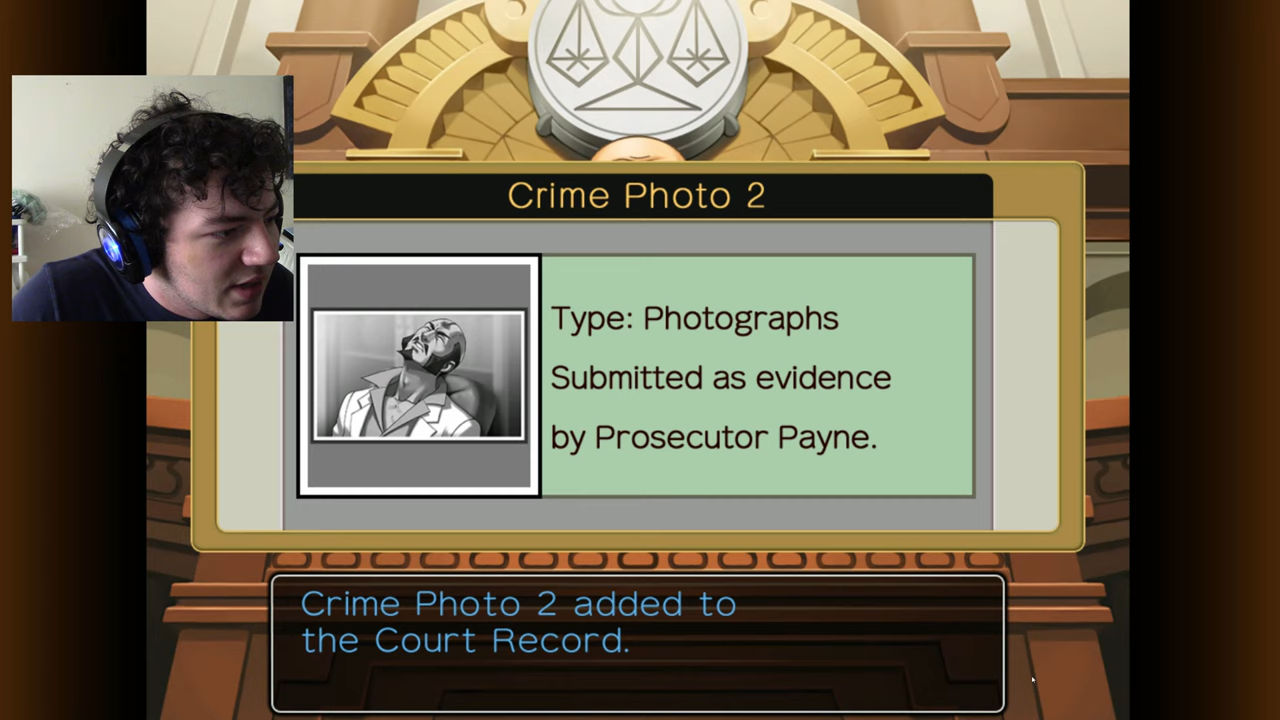 Crime Photo 2
Type: Photographs
Submitted as evidence
by Prosecutor Payne.
Crime Photo 2 added to
the Court Record.